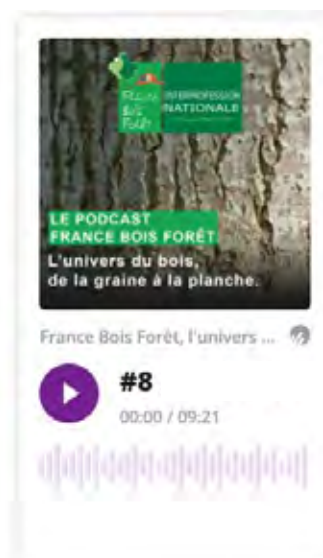 France
Bois
Forêt
INTERPROFESSION
NATIONALE
LE PODCAST
FRANCE BOIS FORÊT
L'univers du bois,
de la graine à la planche.
France Bois Forêt, l'univers ...
#8
00:00 / 09:21